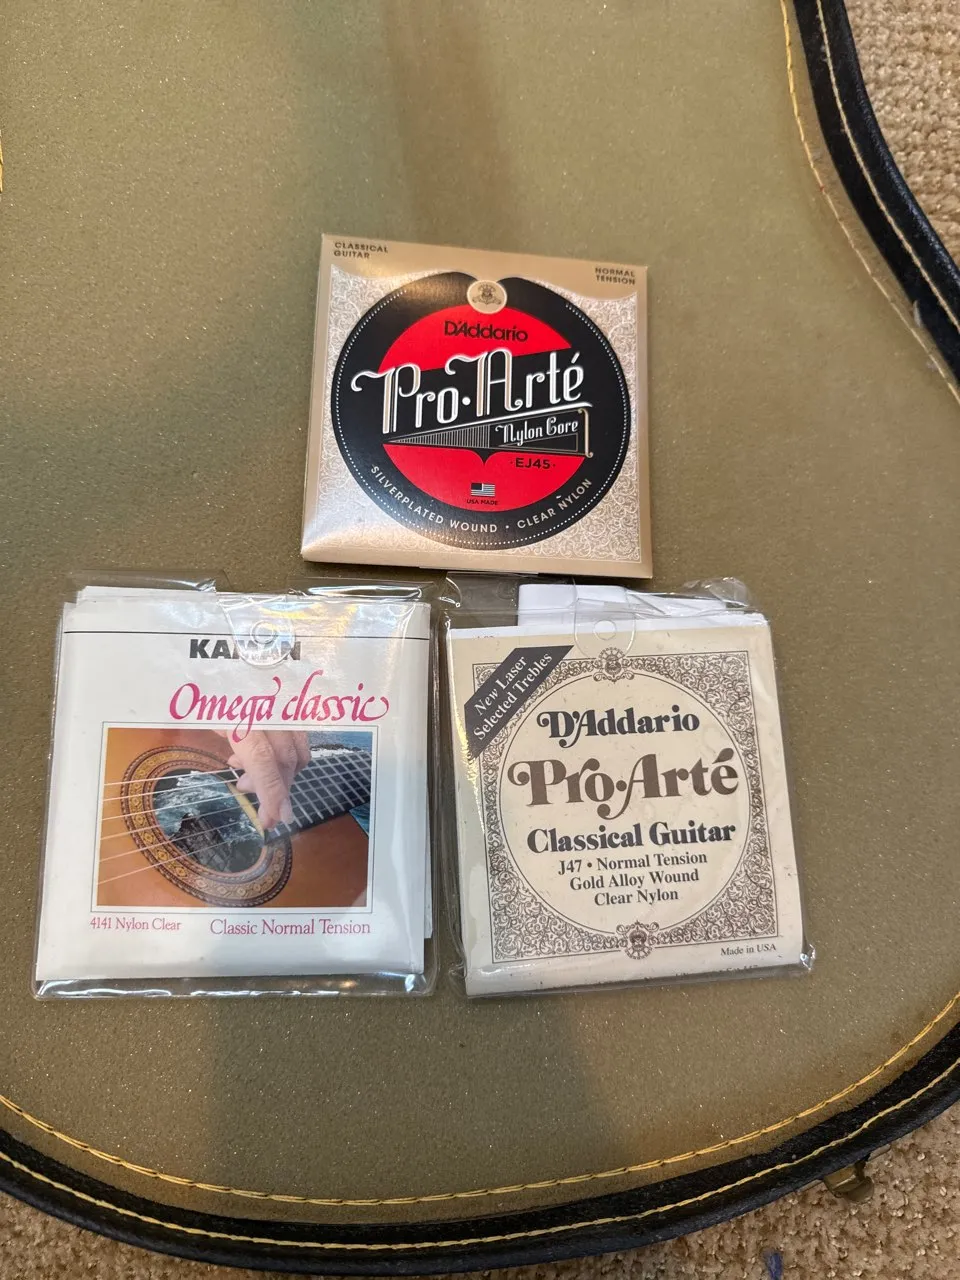 CLASSICAL
GUITAR
NORMAL
TENSION
D'Addario
Pro·Arté
Nylon Core
·EJ45·
USA MADE
SILVERPLATED WOUND · CLEAR NYLON
KAMAN
Omega classic
4141 Nylon Clear
Classic Normal Tension
New Laser
Selected Trebles
D'Addario
Pro·Arté
Classical Guitar
J47 • Normal Tension
Gold Alloy Wound
Clear Nylon
Made in USA